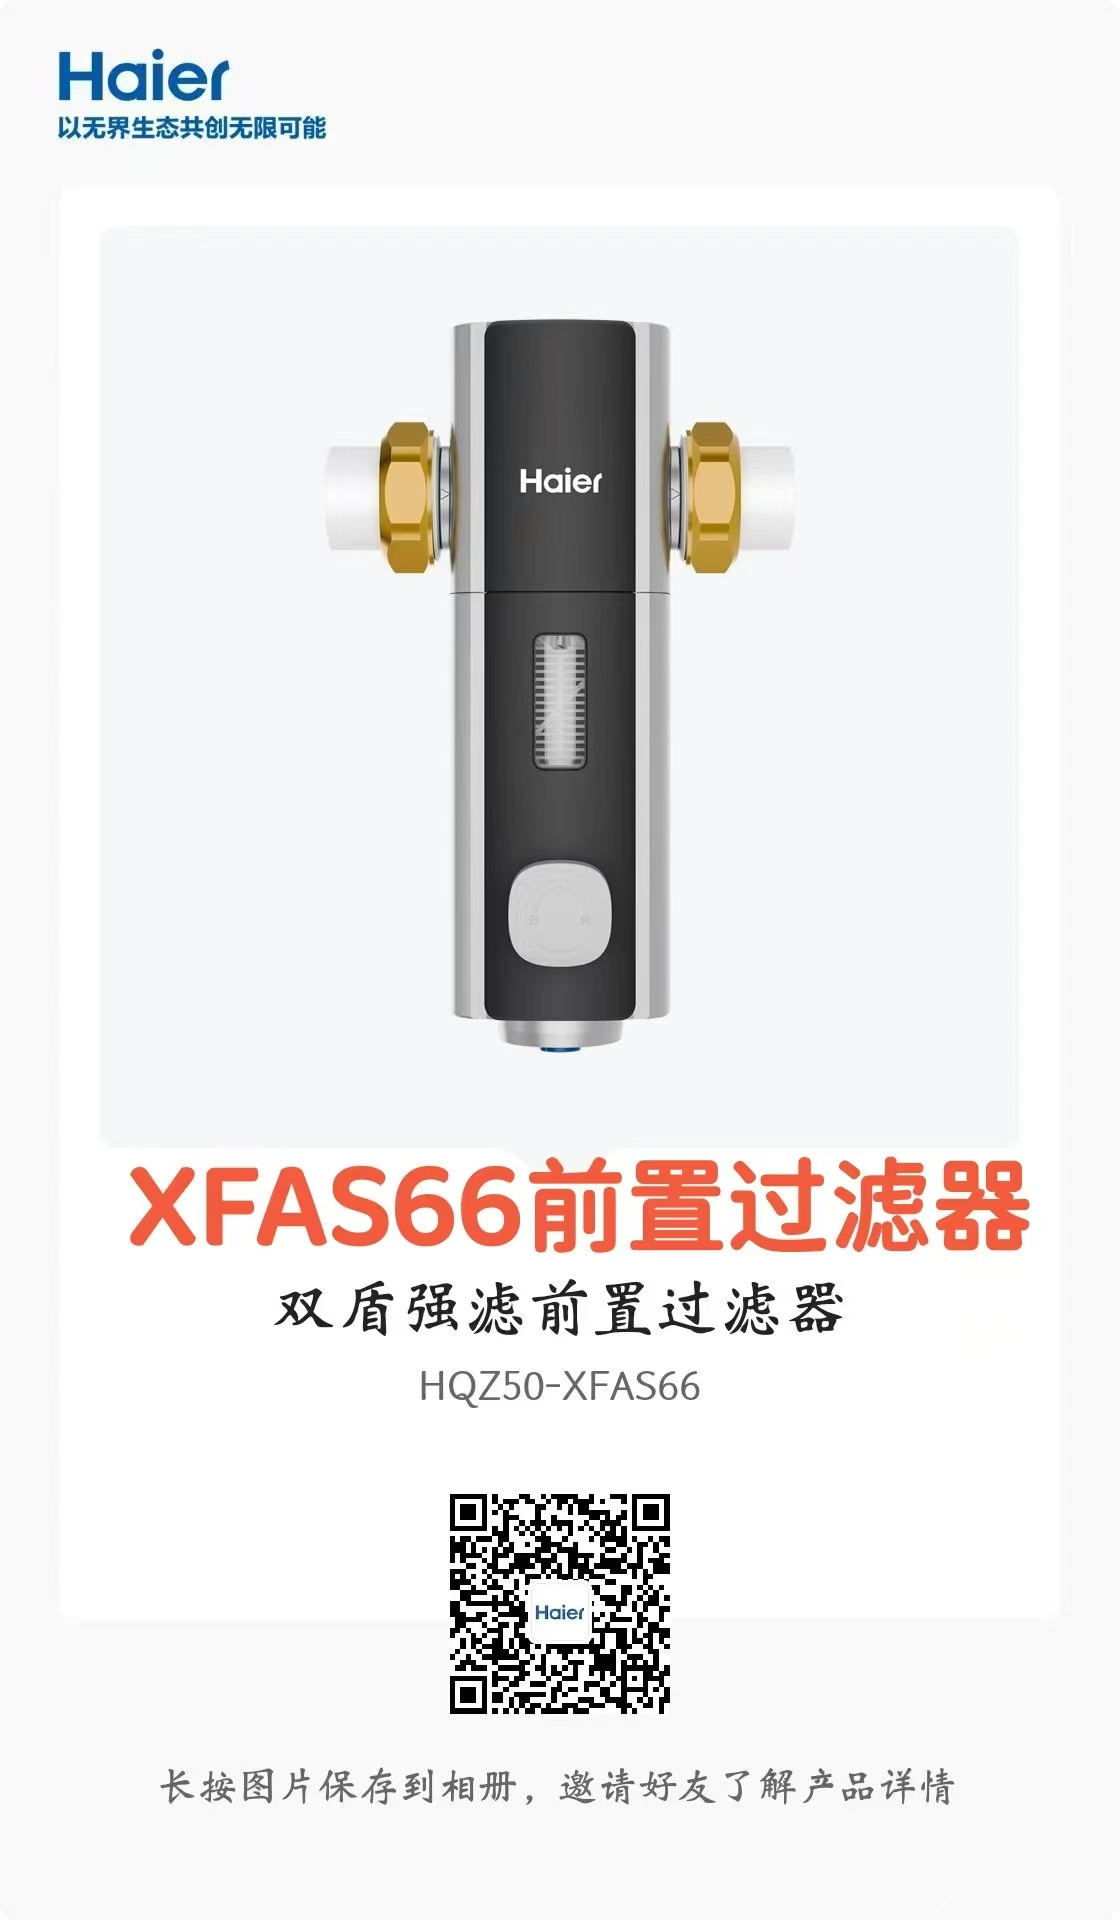 Haier
以无界生态共创无限可能
Haier
开 关
XFAS66前置过滤器
双盾强滤前置过滤器
HQZ50-XFAS66
Haier
长按图片保存到相册，邀请好友了解产品详情